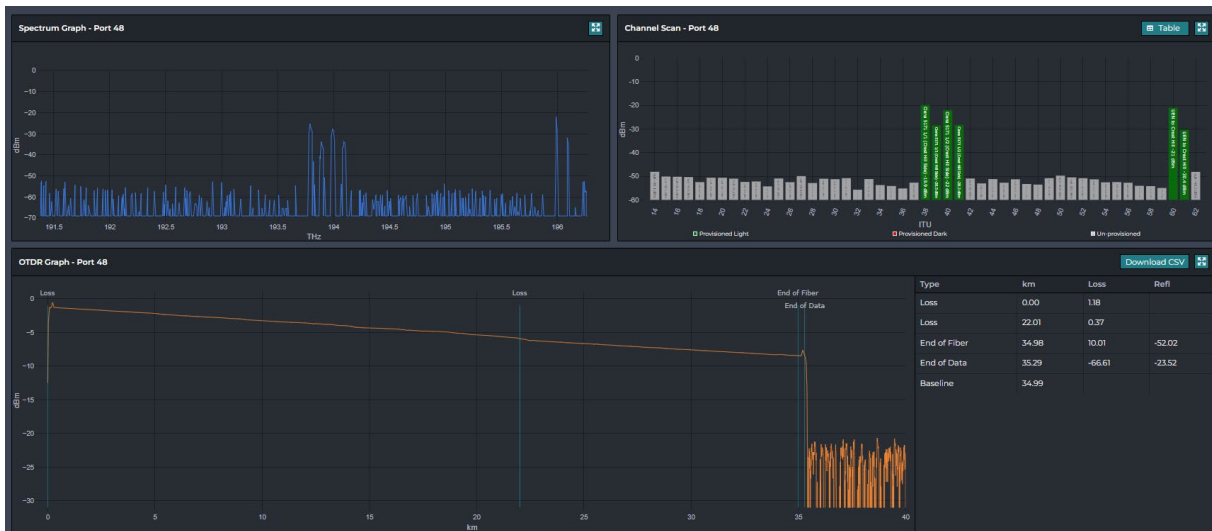 Spectrum Graph - Port 48
0
-10
-20
-30
-40
-50
-60
-70
dBm
191.5 192 192.5 193 193.5 194 194.5 195 195.5 196
THz
Channel Scan - Port 48
Table
0
-10
-20
-30
-40
-50
-60
dBm
14 16 18 20 22 24 26 28 30 32 34 36 38 40 42 44 46 48 50 52 54 56 58 60 62
ITU
Provisioned Light Provisioned Dark Un-provisioned
OTDR Graph - Port 48
Download CSV
Loss Loss End of Fiber
End of Data
0
-5
-10
-15
-20
-25
-30
dBm
0 5 10 15 20 25 30 35 40
km
Type km Loss Refl
Loss 0.00 1.18
Loss 22.01 0.37
End of Fiber 34.98 10.01 -52.02
End of Data 35.29 -66.61 -23.52
Baseline 34.99